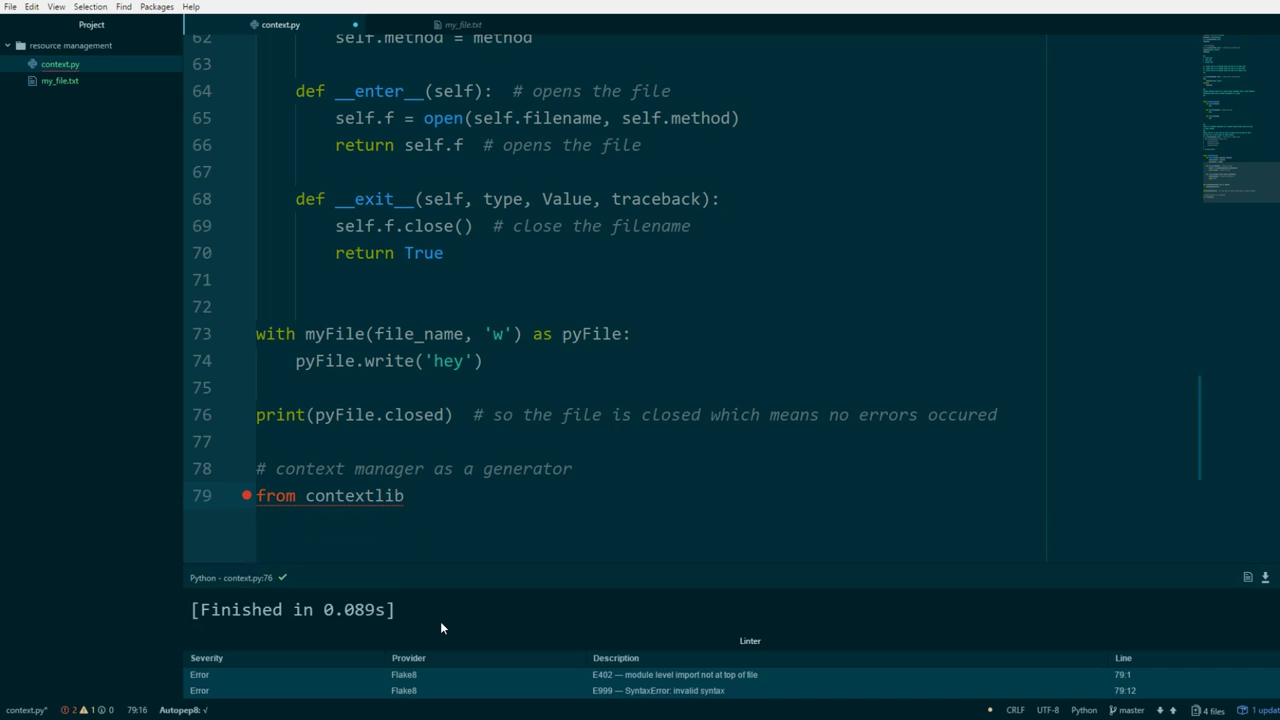 File Edit View Selection Find Packages Help
Project
context.py
my_file.txt
resource management
context.py
my_file.txt
62 self.method = method
63
64 def __enter__(self): # opens the file
65 self.f = open(self.filename, self.method)
66 return self.f # opens the file
67
68 def __exit__(self, type, Value, traceback):
69 self.f.close() # close the filename
70 return True
71
72
73 with myFile(file_name, 'w') as pyFile:
74 pyFile.write('hey')
75
76 print(pyFile.closed) # so the file is closed which means no errors occured
77
78 # context manager as a generator
79 from contextlib
Python - context.py:76
[Finished in 0.089s]
Linter
Severity Provider Description Line
Error Flake8 E402 — module level import not at top of file 79:1
Error Flake8 E999 — SyntaxError: invalid syntax 79:12
context.py* 2 1 0 79:16 Autopep8: √ CRLF UTF-8 Python master 4 files 1 updat